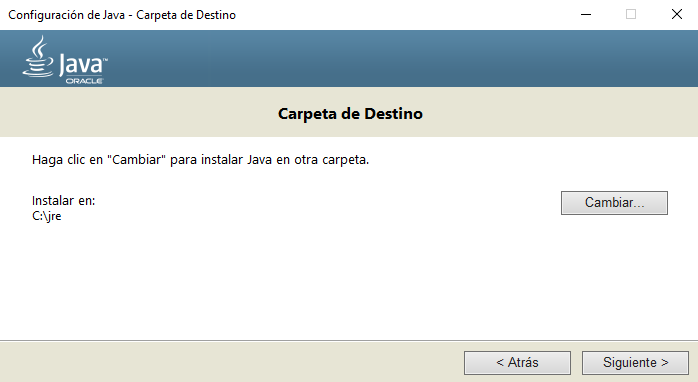 Configuración de Java - Carpeta de Destino
Java™
ORACLE
Carpeta de Destino
Haga clic en "Cambiar" para instalar Java en otra carpeta.
Instalar en:
C:\jre
Cambiar...
< Atrás
Siguiente >